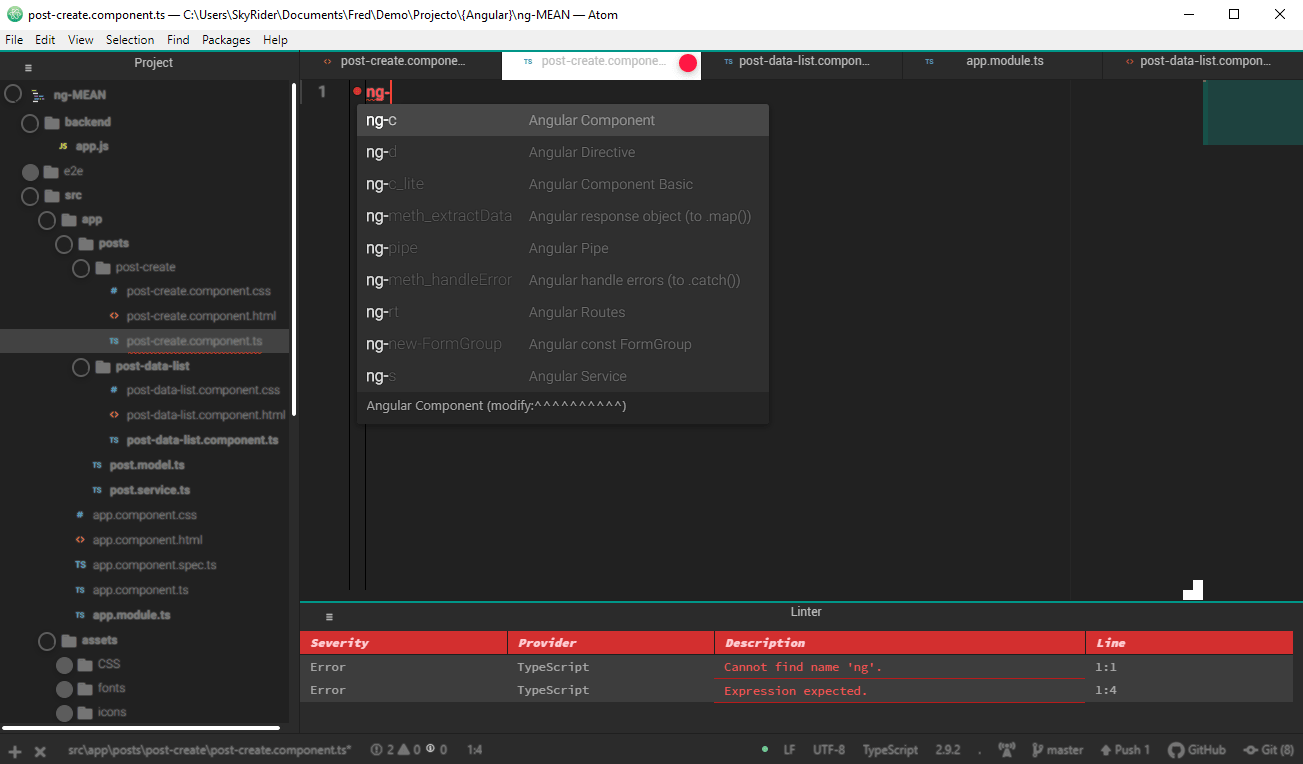 post-create.component.ts — C:\Users\SkyRider\Documents\Fred\Demo\Projecto\{Angular}\ng-MEAN — Atom
File Edit View Selection Find Packages Help
Project
ng-MEAN
backend
JS app.js
e2e
src
app
posts
post-create
# post-create.component.css
<> post-create.component.html
TS post-create.component.ts
post-data-list
# post-data-list.component.css
<> post-data-list.component.html
TS post-data-list.component.ts
TS post.model.ts
TS post.service.ts
# app.component.css
<> app.component.html
TS app.component.spec.ts
TS app.component.ts
TS app.module.ts
assets
CSS
fonts
icons
<> post-create.compone...
TS post-create.compone...
TS post-data-list.compon...
TS app.module.ts
<> post-data-list.compon...
1 ng-
ng-c Angular Component
ng-d Angular Directive
ng-c_lite Angular Component Basic
ng-meth_extractData Angular response object (to .map())
ng-pipe Angular Pipe
ng-meth_handleError Angular handle errors (to .catch())
ng-rt Angular Routes
ng-new-FormGroup Angular const FormGroup
ng-s Angular Service
Angular Component (modify:^^^^^^^^^^)
Linter
Severity Provider Description Line
Error TypeScript Cannot find name 'ng'. 1:1
Error TypeScript Expression expected. 1:4
src\app\posts\post-create\post-create.component.ts* 2 0 0 1:4 LF UTF-8 TypeScript 2.9.2 . master Push 1 GitHub Git (8)